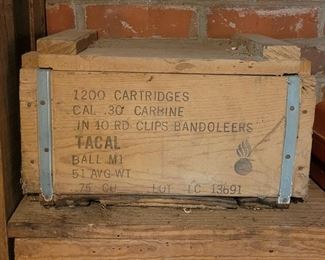 1200 CARTRIDGES
CAL .30 CARBINE
IN 10 RD CLIPS BANDOLEERS
TACAL
BALL M1
51 AVG WT
.75 CU LOT LC 13691